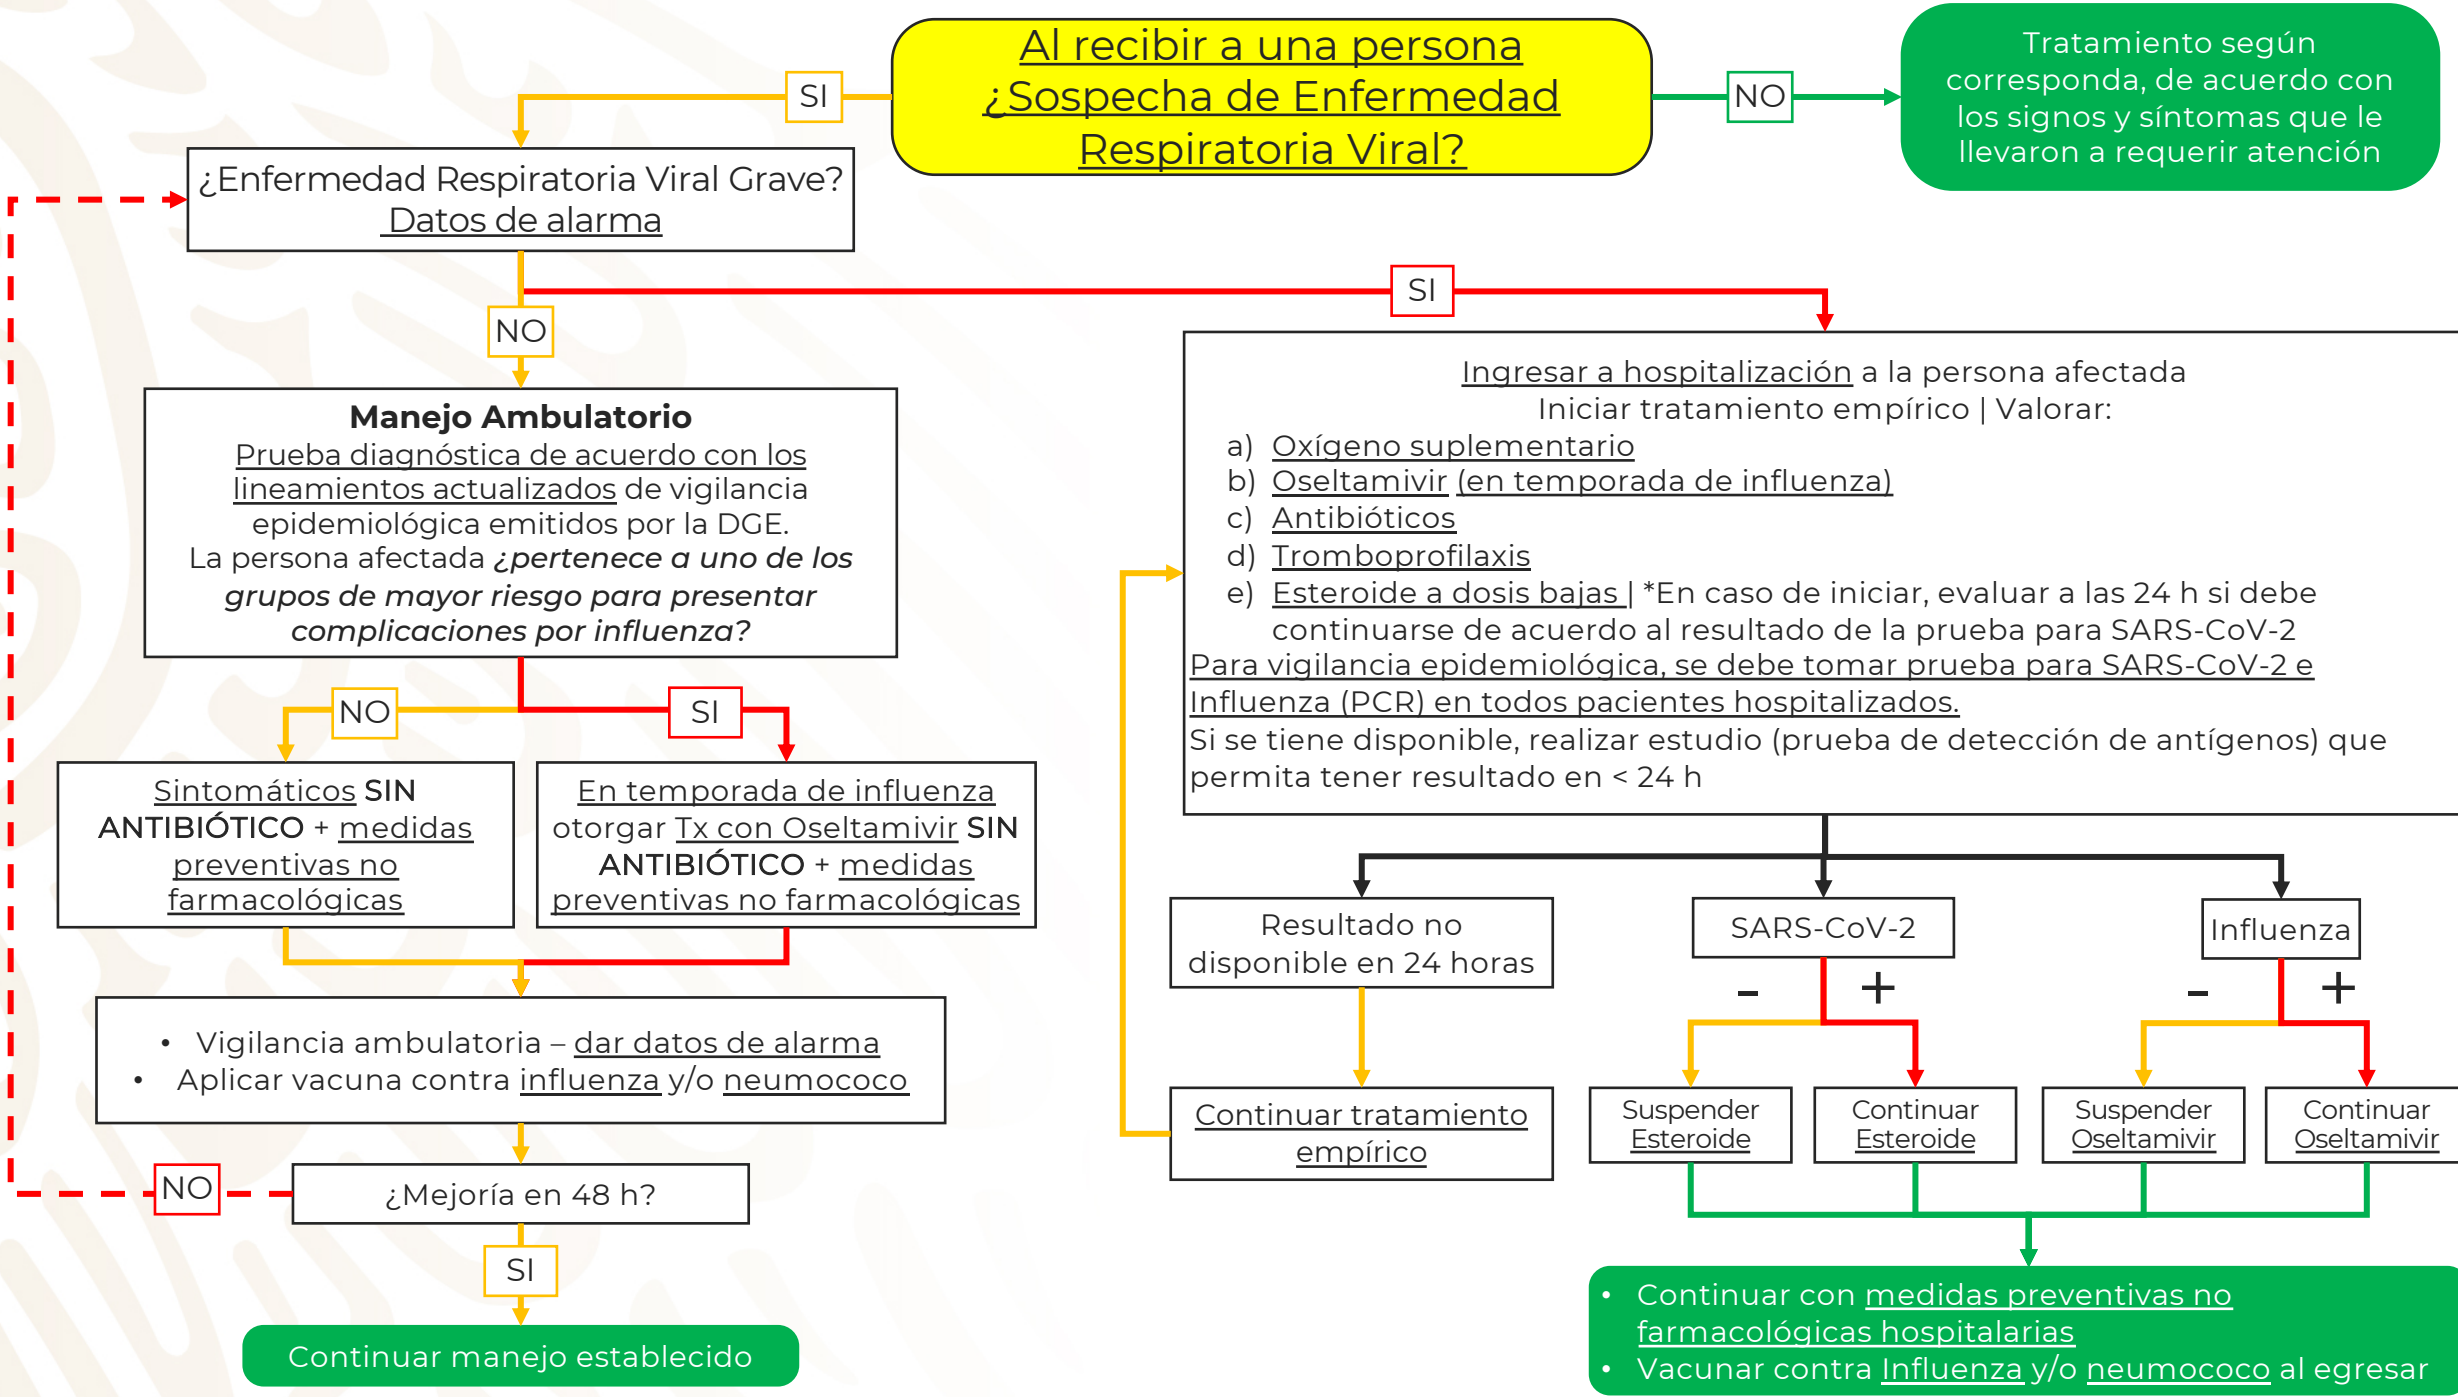 Al recibir a una persona
¿Sospecha de Enfermedad
Respiratoria Viral?
SI
NO
Tratamiento según
corresponda, de acuerdo con
los signos y síntomas que le
llevaron a requerir atención
¿Enfermedad Respiratoria Viral Grave?
Datos de alarma
NO
SI
Manejo Ambulatorio
Prueba diagnóstica de acuerdo con los
lineamientos actualizados de vigilancia
epidemiológica emitidos por la DGE.
La persona afectada ¿pertenece a uno de los
grupos de mayor riesgo para presentar
complicaciones por influenza?
NO
SI
Sintomáticos SIN
ANTIBIÓTICO + medidas
preventivas no
farmacológicas
En temporada de influenza
otorgar Tx con Oseltamivir SIN
ANTIBIÓTICO + medidas
preventivas no farmacológicas
• Vigilancia ambulatoria – dar datos de alarma
• Aplicar vacuna contra influenza y/o neumococo
¿Mejoría en 48 h?
NO
SI
Continuar manejo establecido
Ingresar a hospitalización a la persona afectada
Iniciar tratamiento empírico | Valorar:
a) Oxígeno suplementario
b) Oseltamivir (en temporada de influenza)
c) Antibióticos
d) Tromboprofilaxis
e) Esteroide a dosis bajas | *En caso de iniciar, evaluar a las 24 h si debe
continuarse de acuerdo al resultado de la prueba para SARS-CoV-2
Para vigilancia epidemiológica, se debe tomar prueba para SARS-CoV-2 e
Influenza (PCR) en todos pacientes hospitalizados.
Si se tiene disponible, realizar estudio (prueba de detección de antígenos) que
permita tener resultado en < 24 h
Resultado no
disponible en 24 horas
Continuar tratamiento
empírico
SARS-CoV-2
- +
Suspender
Esteroide
Continuar
Esteroide
Influenza
- +
Suspender
Oseltamivir
Continuar
Oseltamivir
• Continuar con medidas preventivas no
farmacológicas hospitalarias
• Vacunar contra Influenza y/o neumococo al egresar